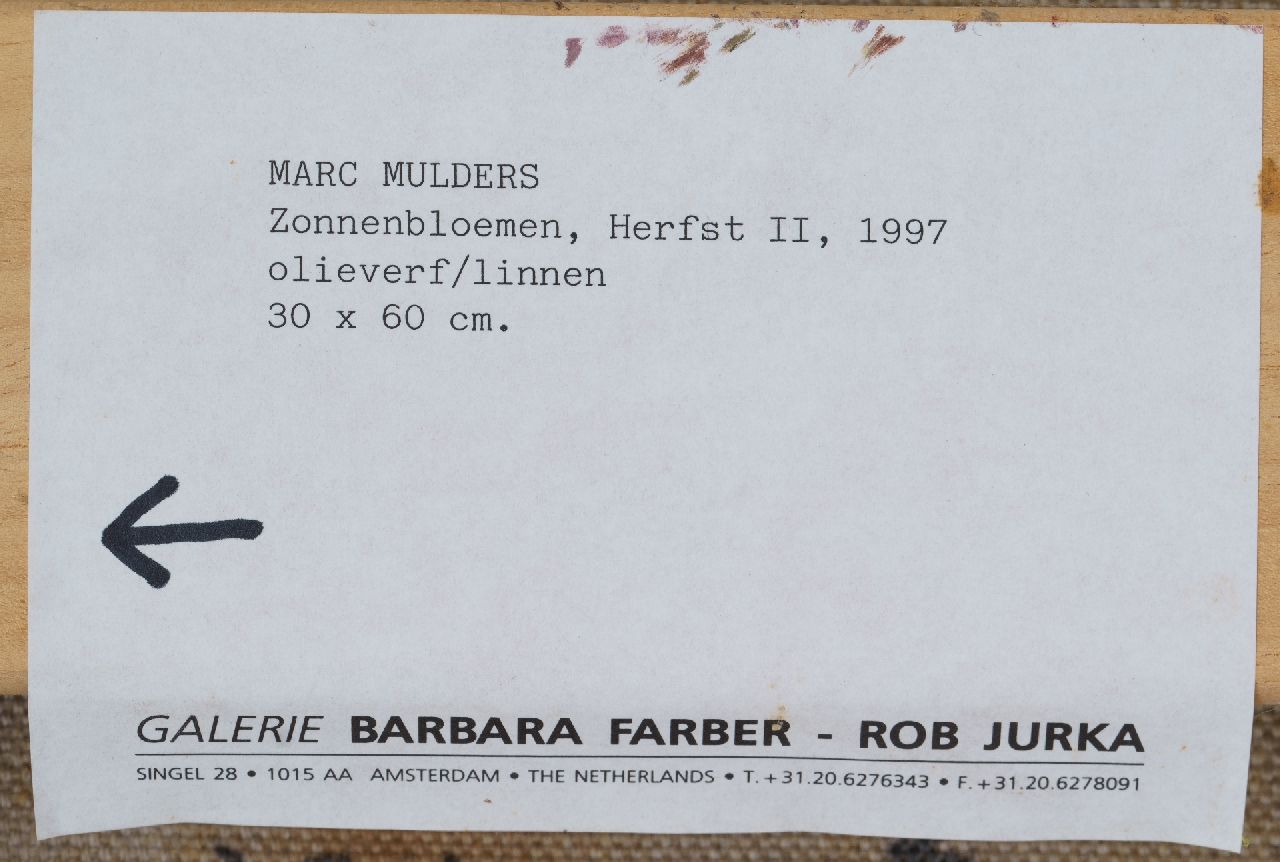 MARC MULDERS
Zonnenbloemen, Herfst II, 1997
olieverf/linnen
30 x 60 cm.
GALERIE BARBARA FARBER - ROB JURKA
SINGEL 28 • 1015 AA AMSTERDAM • THE NETHERLANDS • T.+31.20.6276343 • F.+31.20.6278091